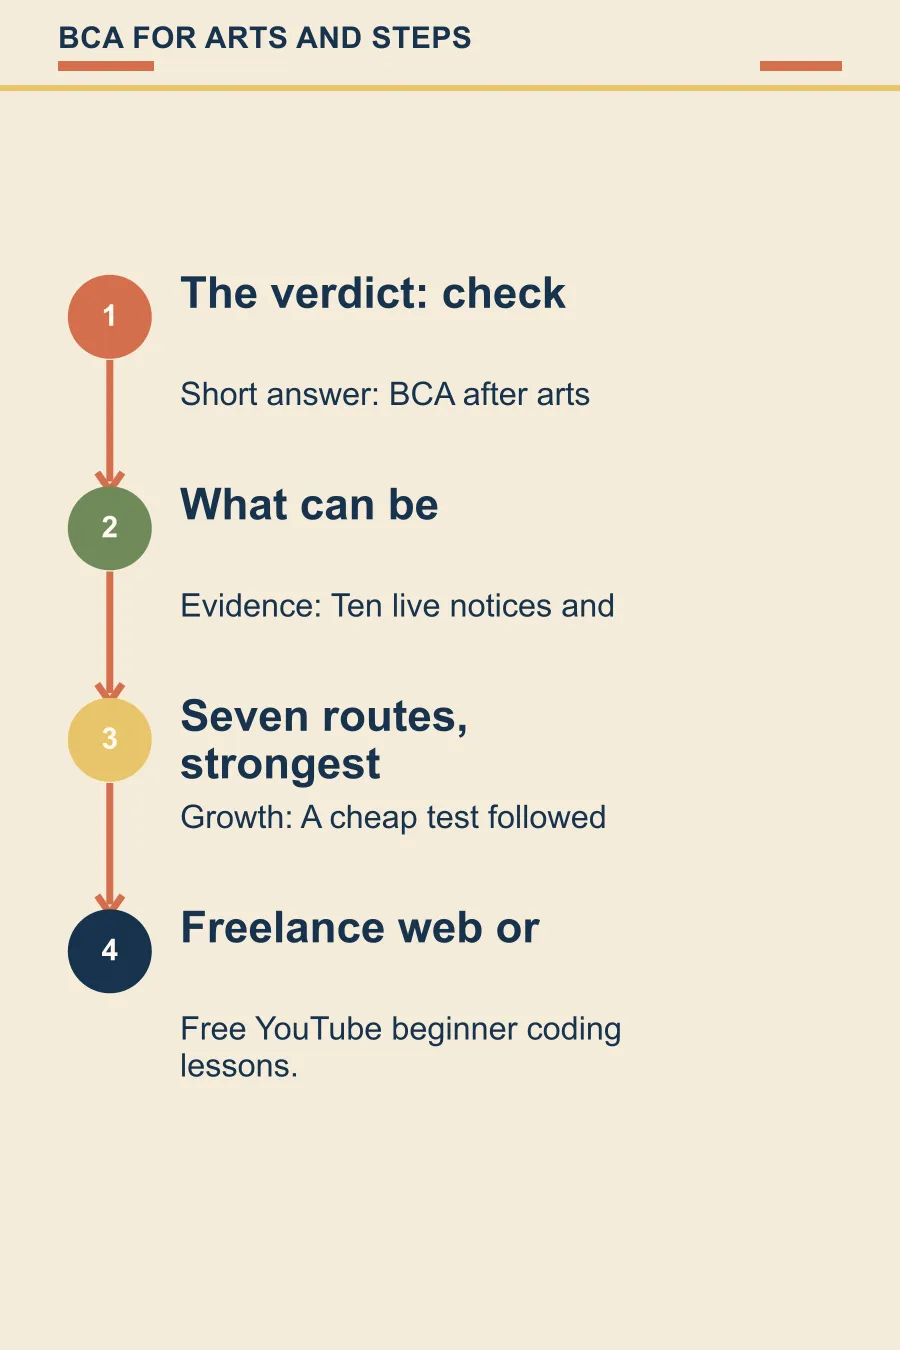 BCA FOR ARTS AND STEPS
1
The verdict: check
Short answer: BCA after arts
2
What can be
Evidence: Ten live notices and
3
Seven routes,
strongest
Growth: A cheap test followed
4
Freelance web or
Free YouTube beginner coding
lessons.